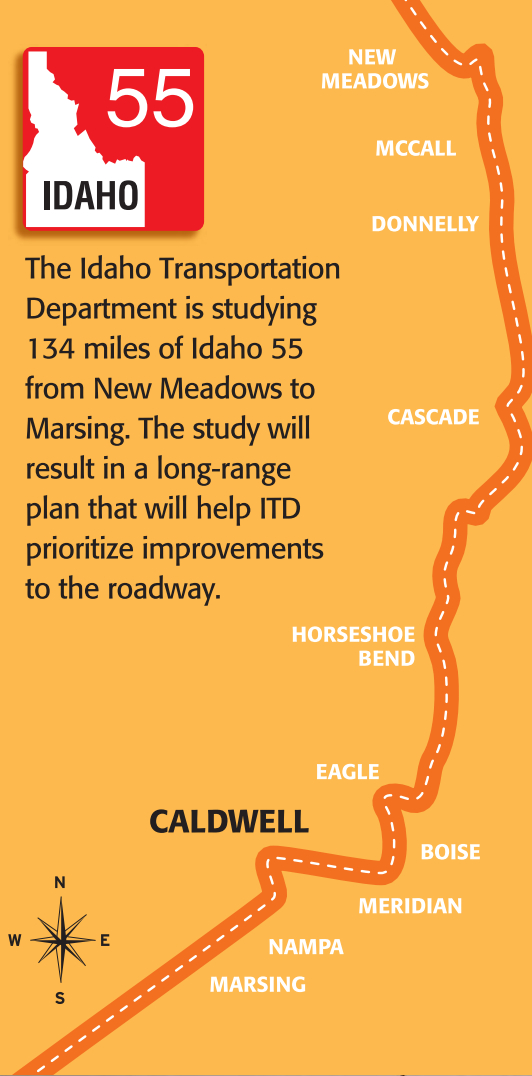 55
IDAHO
The Idaho Transportation
Department is studying
134 miles of Idaho 55
from New Meadows to
Marsing. The study will
result in a long-range
plan that will help ITD
prioritize improvements
to the roadway.
NEW
MEADOWS
MCCALL
DONNELLY
CASCADE
HORSESHOE
BEND
EAGLE
CALDWELL
BOISE
MERIDIAN
NAMPA
MARSING
N
W
E
S